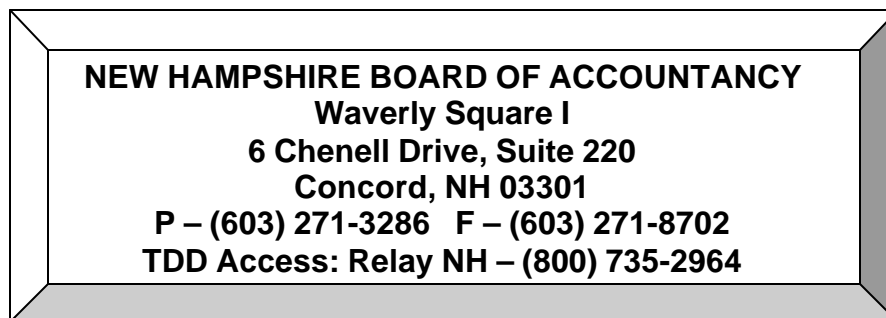 NEW HAMPSHIRE BOARD OF ACCOUNTANCY
Waverly Square I
6 Chenell Drive, Suite 220
Concord, NH 03301
P – (603) 271-3286 F – (603) 271-8702
TDD Access: Relay NH – (800) 735-2964